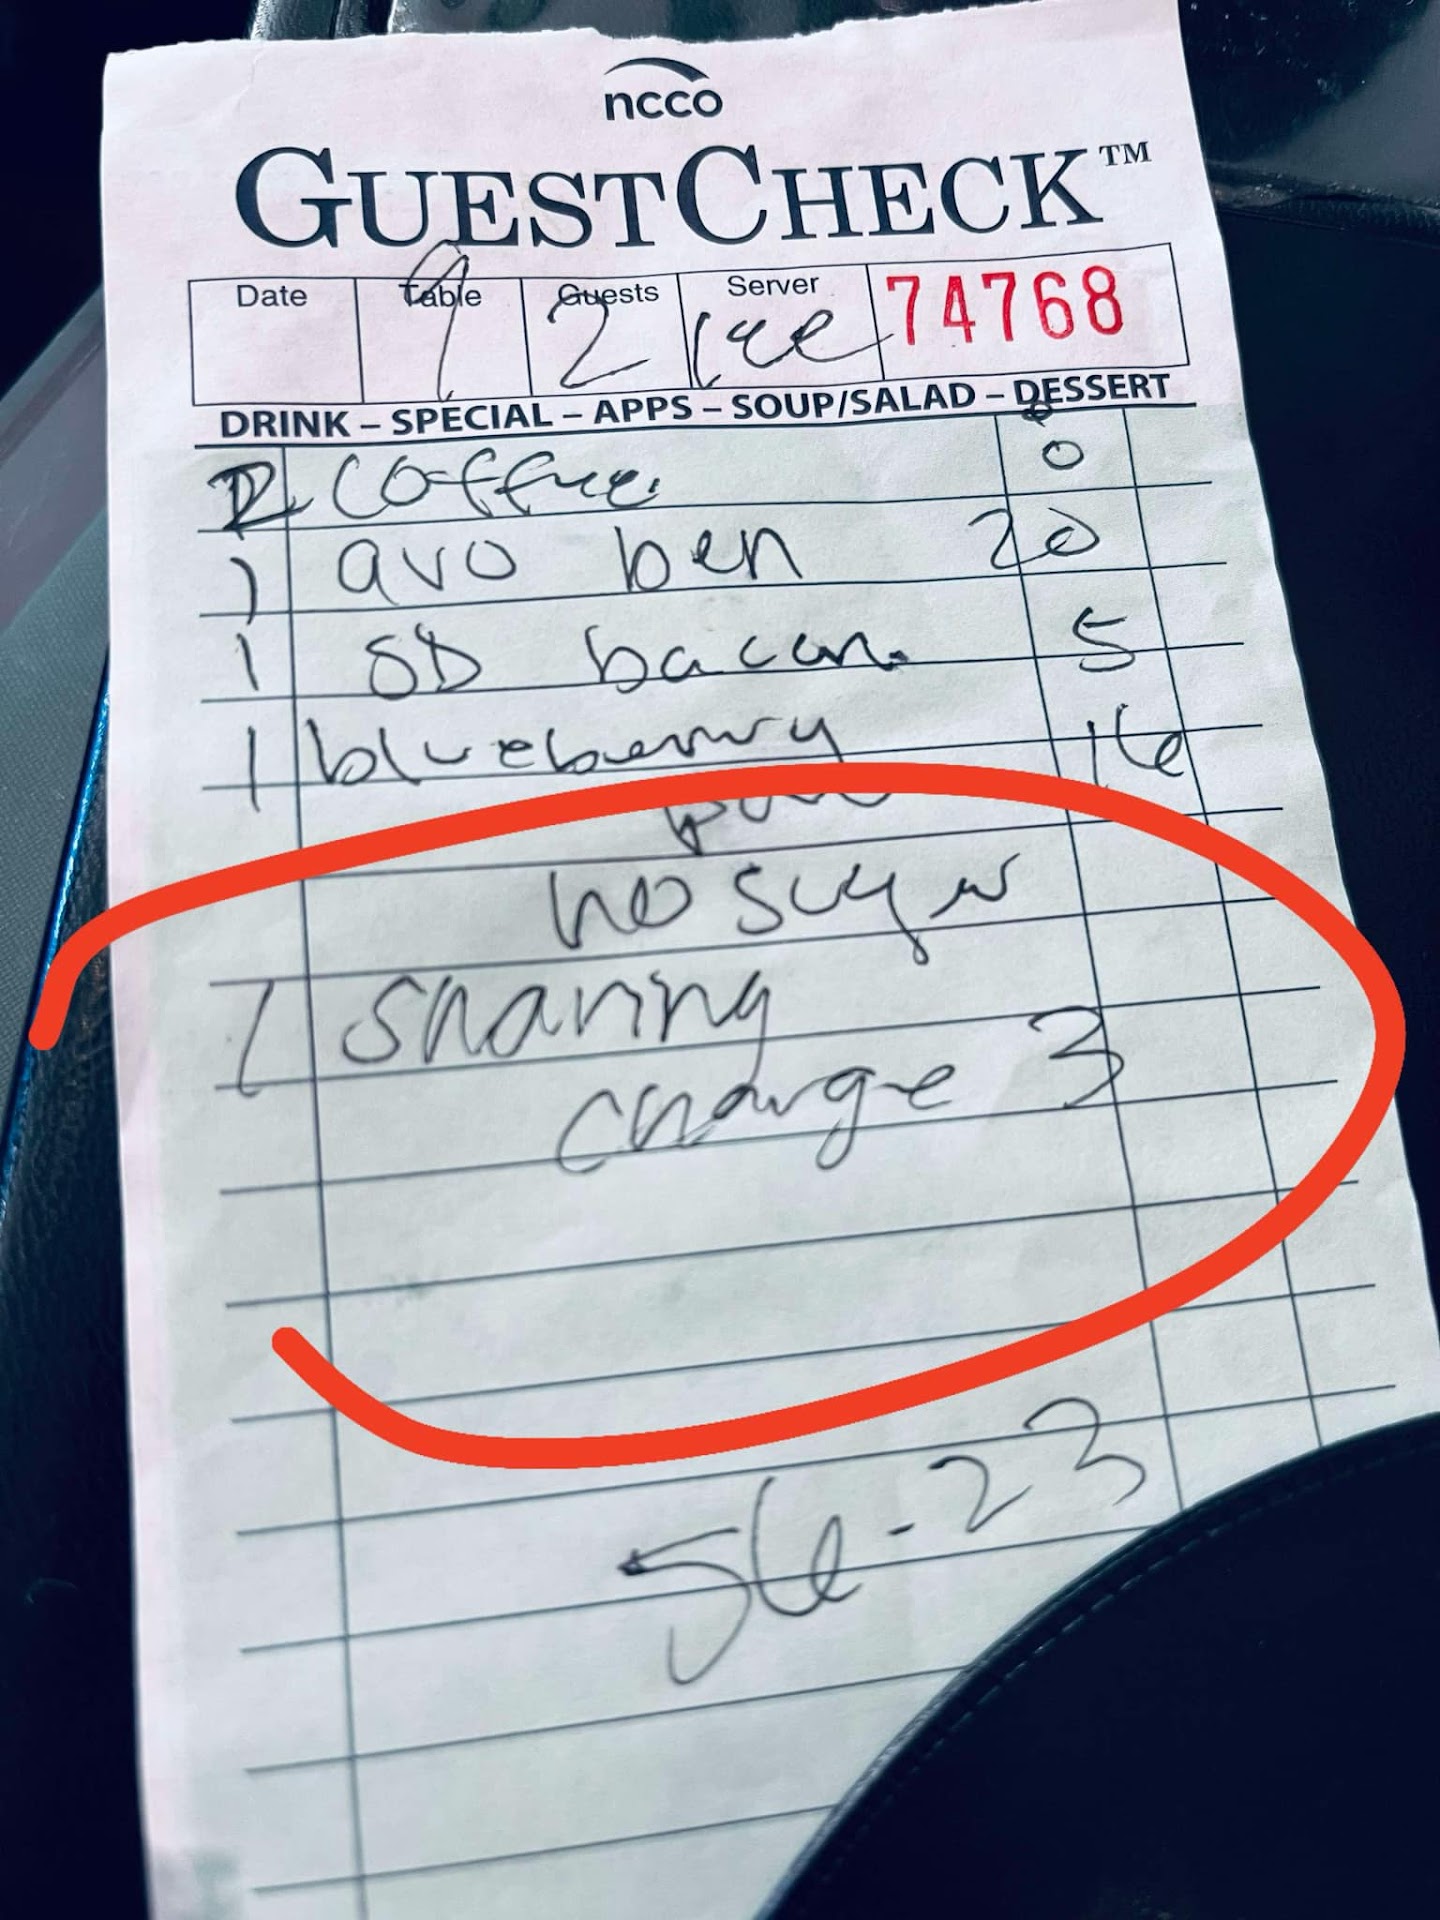 ncco
GUESTCHECK™
Date Table Guests Server
9 2 74768
DRINK – SPECIAL – APPS – SOUP/SALAD – DESSERT
2 Coffee 0
1 avo ben 20
1 SD bacon 5
1 blueberry 16
no sugar
1 Sharing
charge 3
56-23